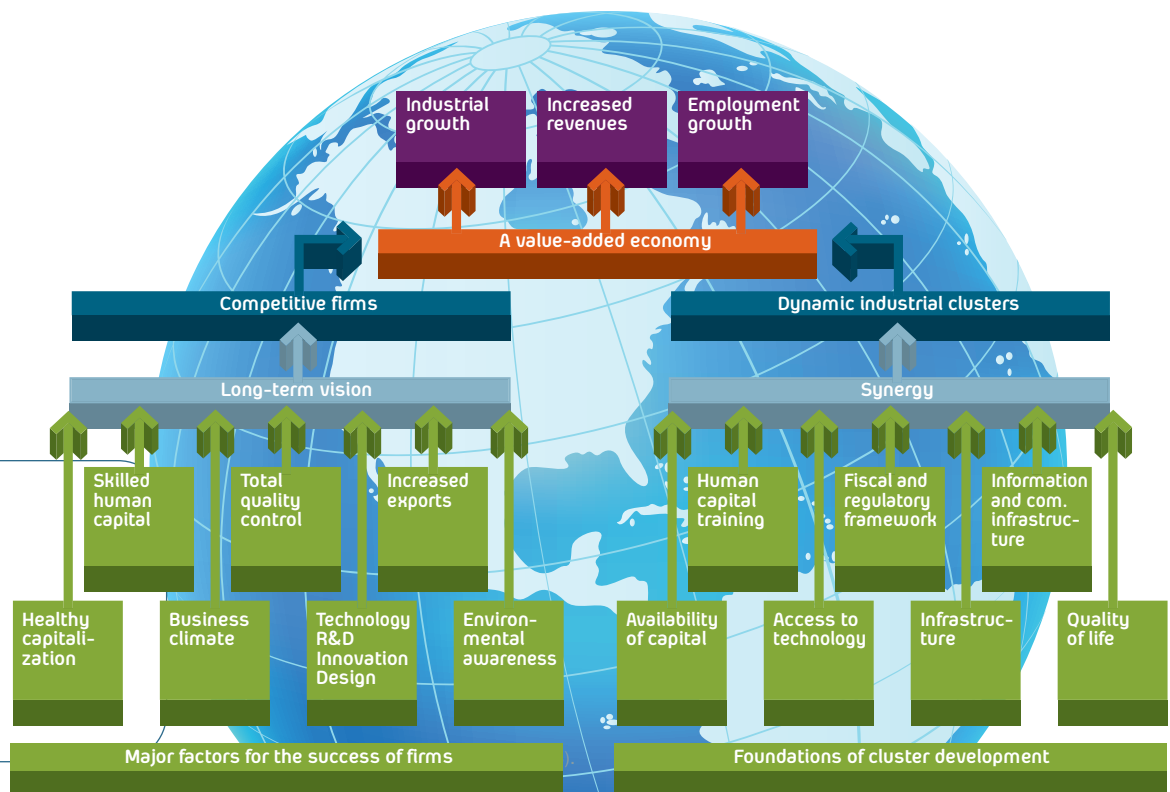 Industrial
growth
Increased
revenues
Employment
growth
A value-added economy
Competitive firms
Dynamic industrial clusters
Long-term vision
Synergy
Skilled
human
capital
Total
quality
control
Increased
exports
Human
capital
training
Fiscal and
regulatory
framework
Information
and com.
infrastruc-
ture
Healthy
capitali-
zation
Business
climate
Technology
R&D
Innovation
Design
Environ-
mental
awareness
Availability
of capital
Access to
technology
Infrastruc-
ture
Quality
of life
Major factors for the success of firms
Foundations of cluster development